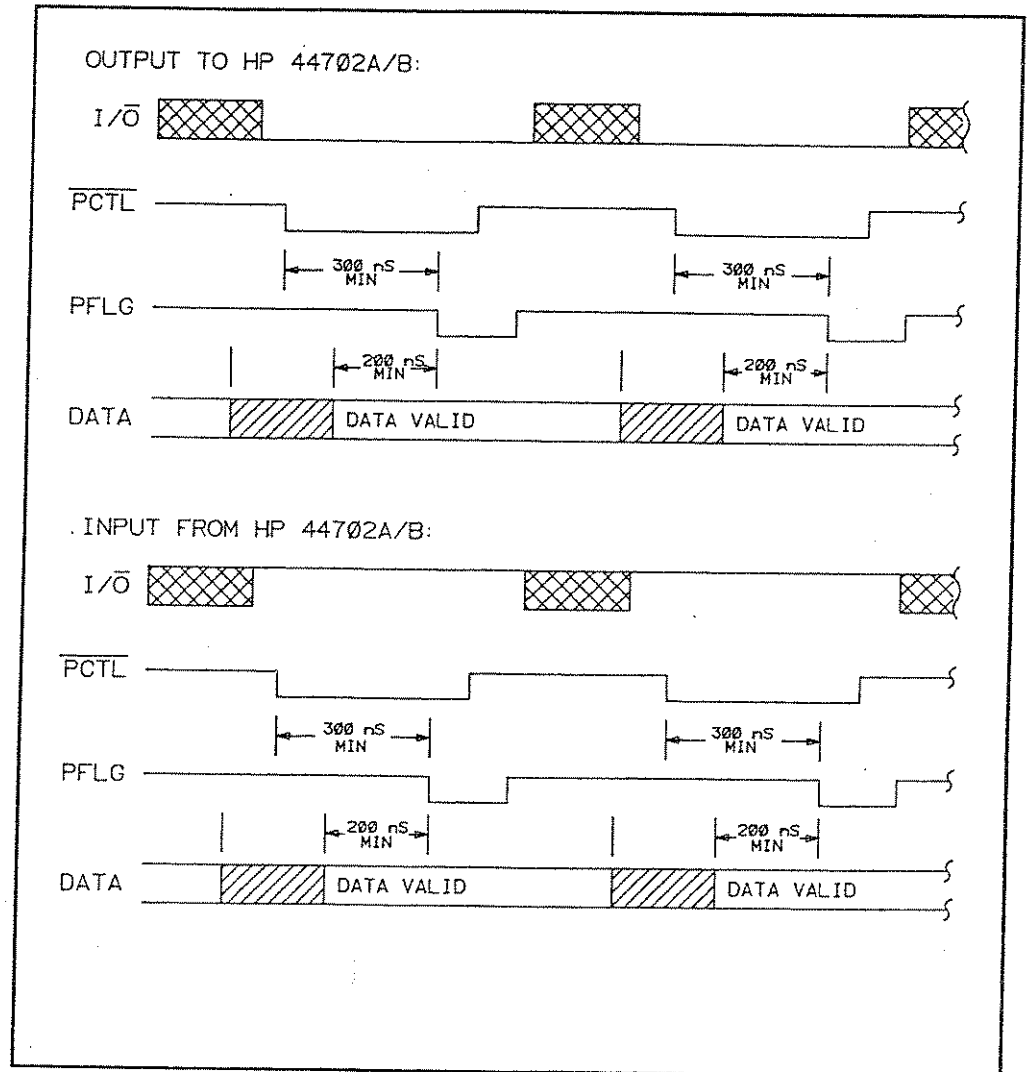 OUTPUT TO HP 44702A/B:
I/Ō
P̅C̅T̅L̅
300 nS
MIN
300 nS
MIN
PFLG
200 nS
MIN
200 nS
MIN
DATA
DATA VALID
DATA VALID
INPUT FROM HP 44702A/B:
I/Ō
P̅C̅T̅L̅
300 nS
MIN
300 nS
MIN
PFLG
200 nS
MIN
200 nS
MIN
DATA
DATA VALID
DATA VALID